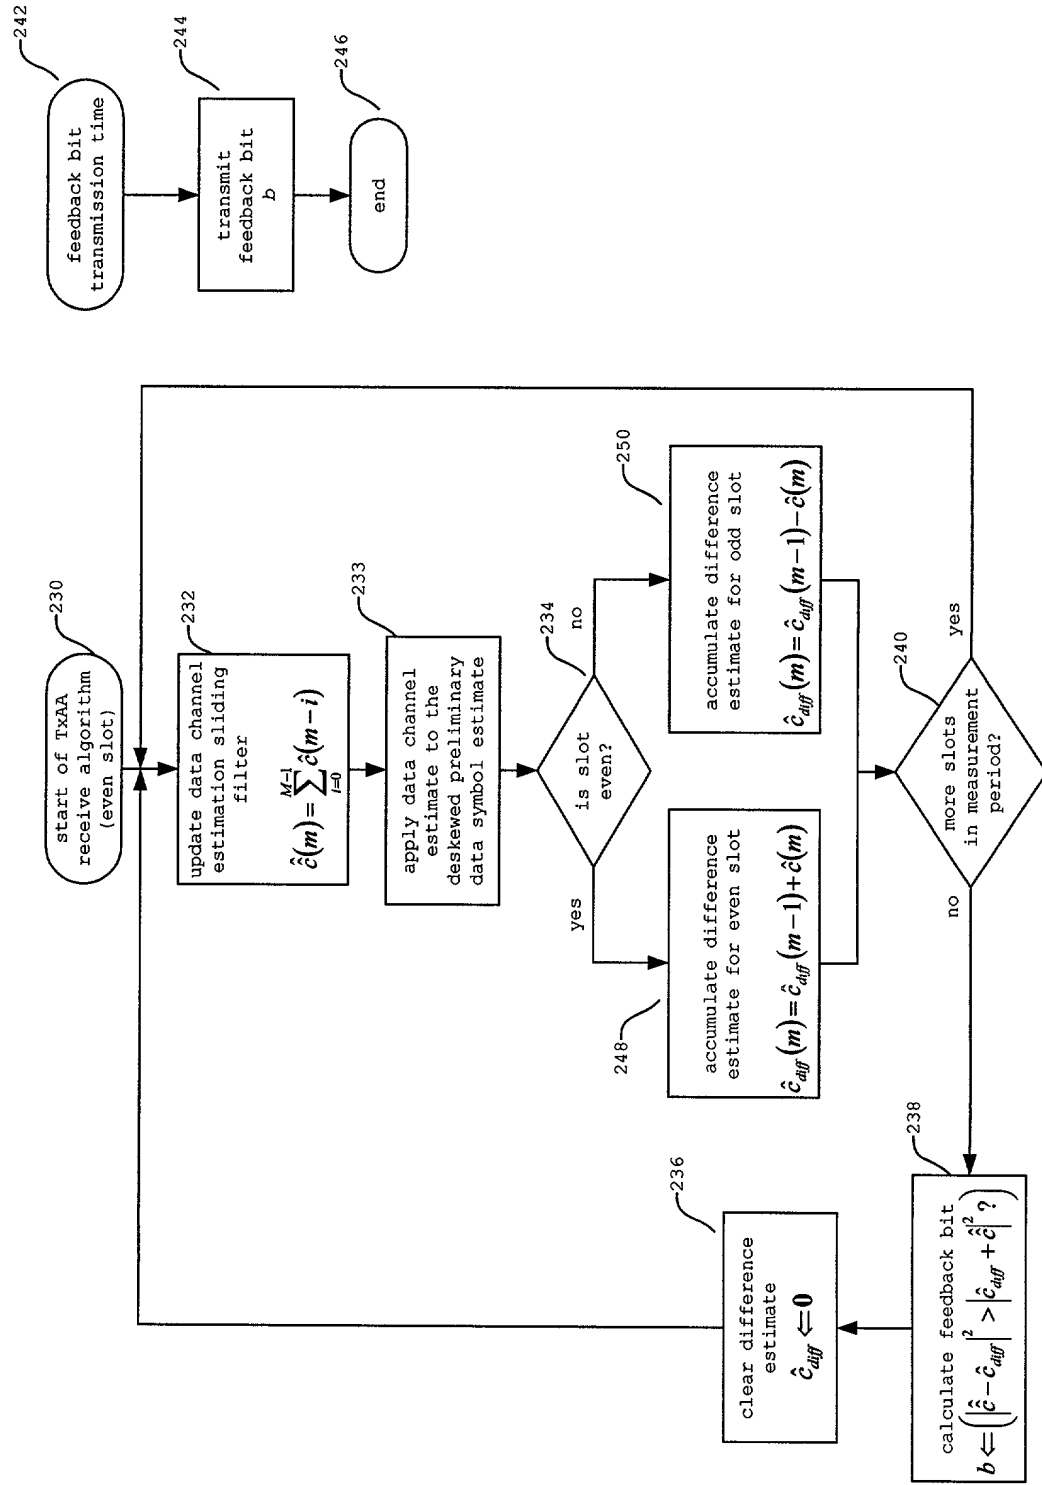 start of TxAA
receive algorithm
(even slot)
230
update data channel
estimation sliding
filter
ĉ(m) = ∑_{i=0}^{M-1} ĉ(m-i)
232
apply data channel
estimate to the
deskewed preliminary
data symbol estimate
233
is slot
even?
234
yes
no
accumulate difference
estimate for even slot
ĉ_diff(m) = ĉ_diff(m-1)+ĉ(m)
248
accumulate difference
estimate for odd slot
ĉ_diff(m) = ĉ_diff(m-1)-ĉ(m)
250
more slots
in measurement
period?
240
no
yes
calculate feedback bit
b⇐(|ĉ-ĉ_diff|²>|ĉ_diff+ĉ|²?)
238
clear difference
estimate
ĉ_diff⇐0
236
feedback bit
transmission time
242
transmit
feedback bit
b
244
end
246